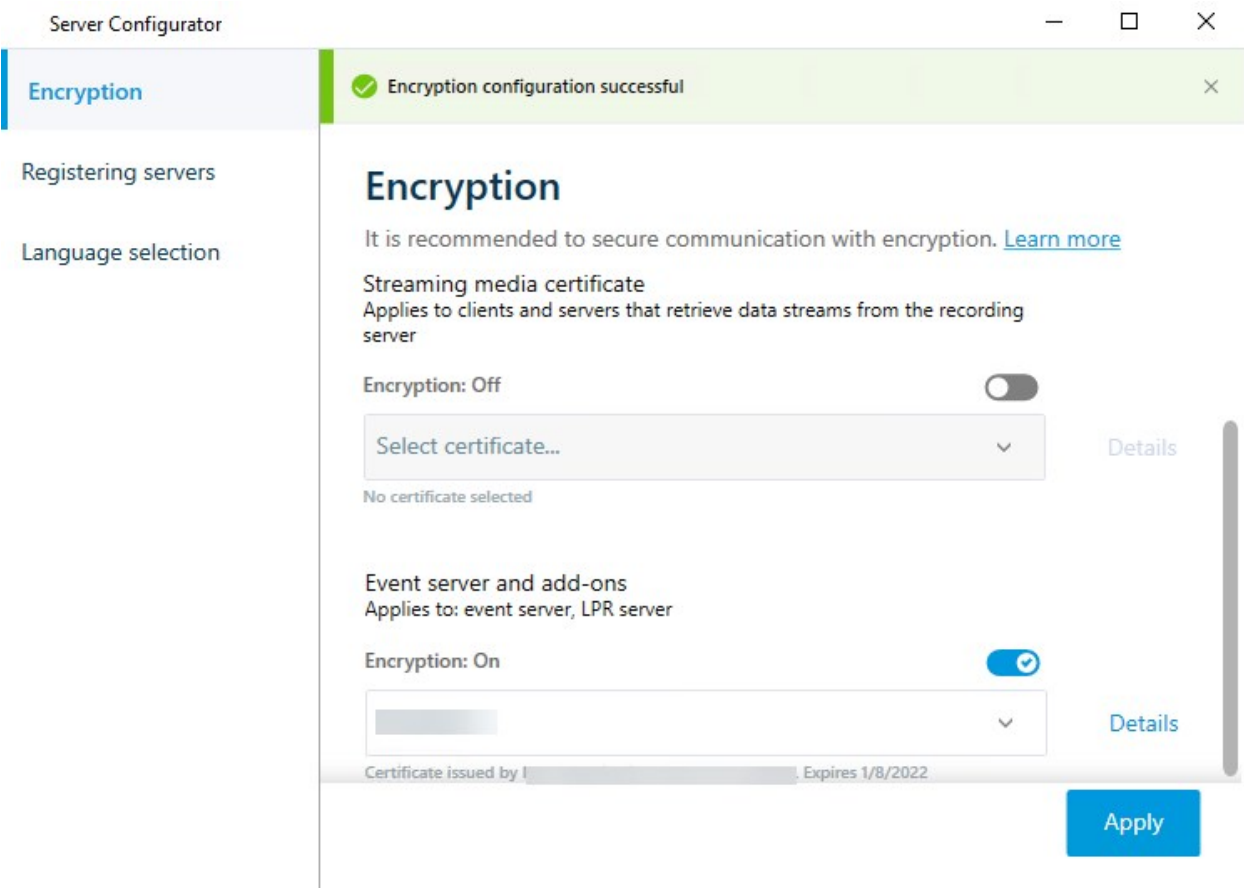 Server Configurator
Encryption
Encryption configuration successful
Registering servers
Language selection
Encryption
It is recommended to secure communication with encryption. Learn more
Streaming media certificate
Applies to clients and servers that retrieve data streams from the recording
server
Encryption: Off
Select certificate...
Details
No certificate selected
Event server and add-ons
Applies to: event server, LPR server
Encryption: On
Details
Certificate issued by
. Expires 1/8/2022
Apply